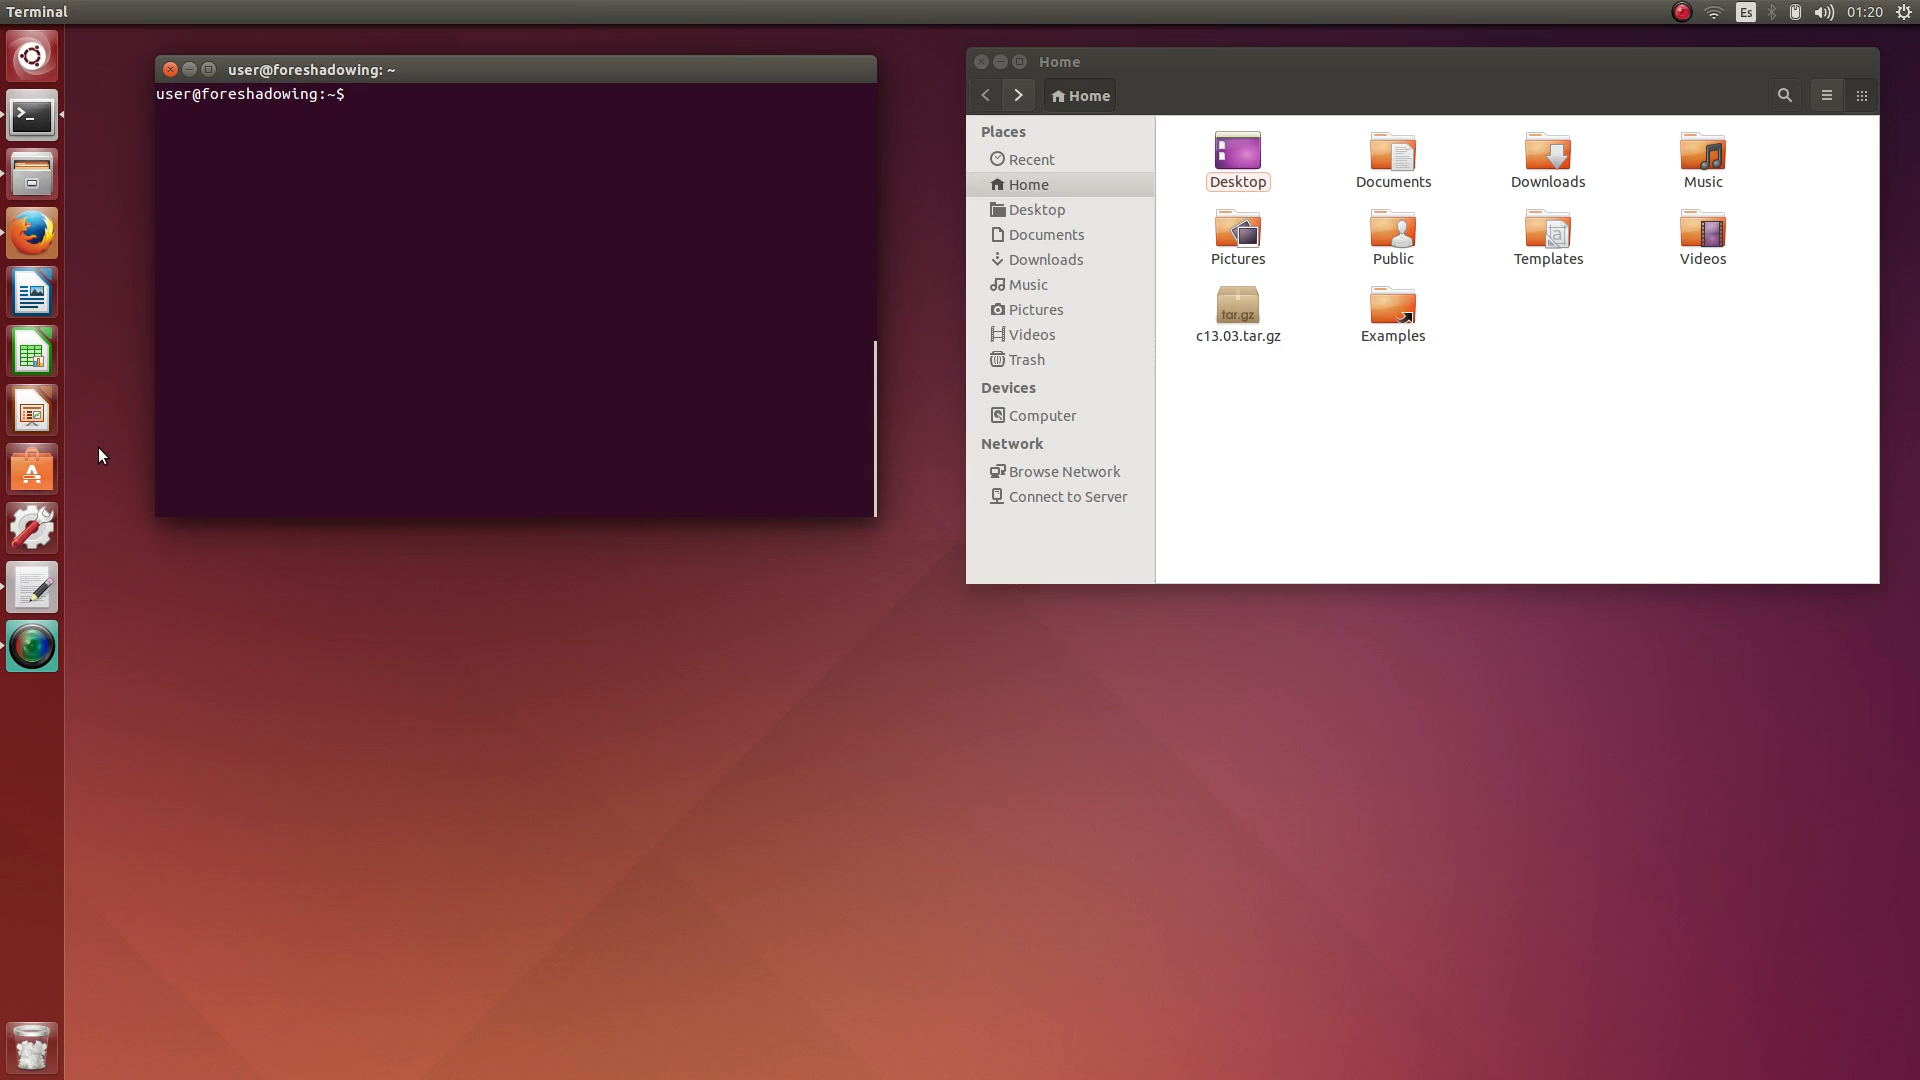 Terminal
Es
01:20
user@foreshadowing: ~
user@foreshadowing:~$
Home
Home
Places
Recent
Home
Desktop
Documents
Downloads
Music
Pictures
Videos
Trash
Devices
Computer
Network
Browse Network
Connect to Server
Desktop Documents Downloads Music
Pictures Public Templates Videos
tar.gz
c13.03.tar.gz Examples